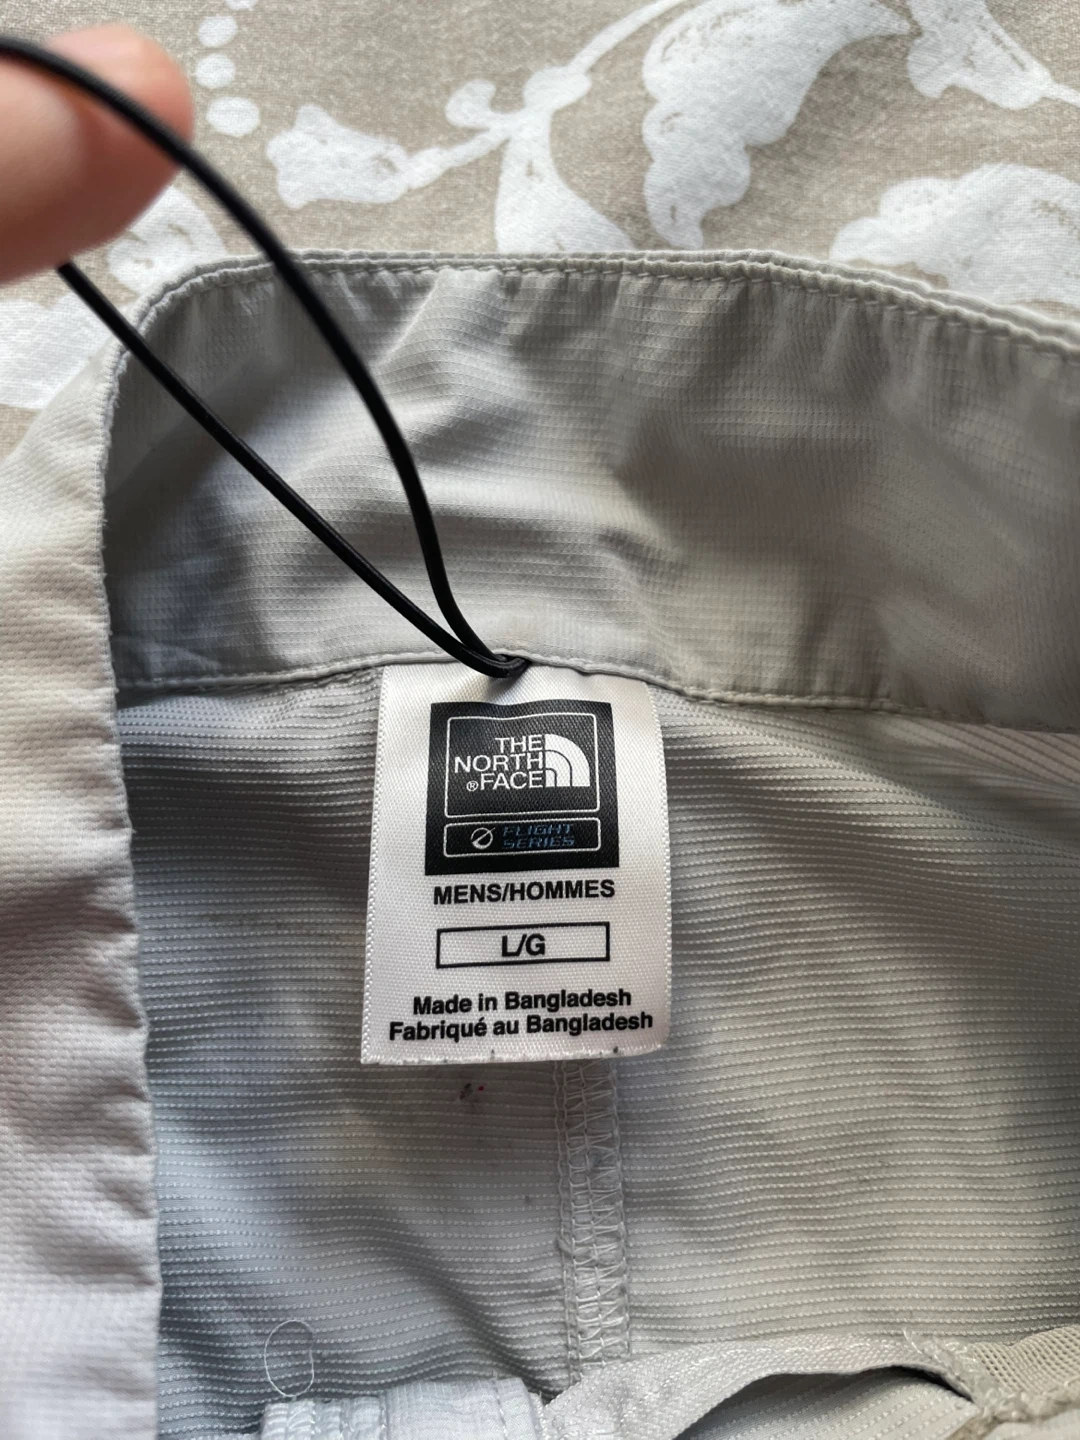 THE
NORTH
®FACE
FLIGHT
SERIES
MENS/HOMMES
L/G
Made in Bangladesh
Fabriqué au Bangladesh